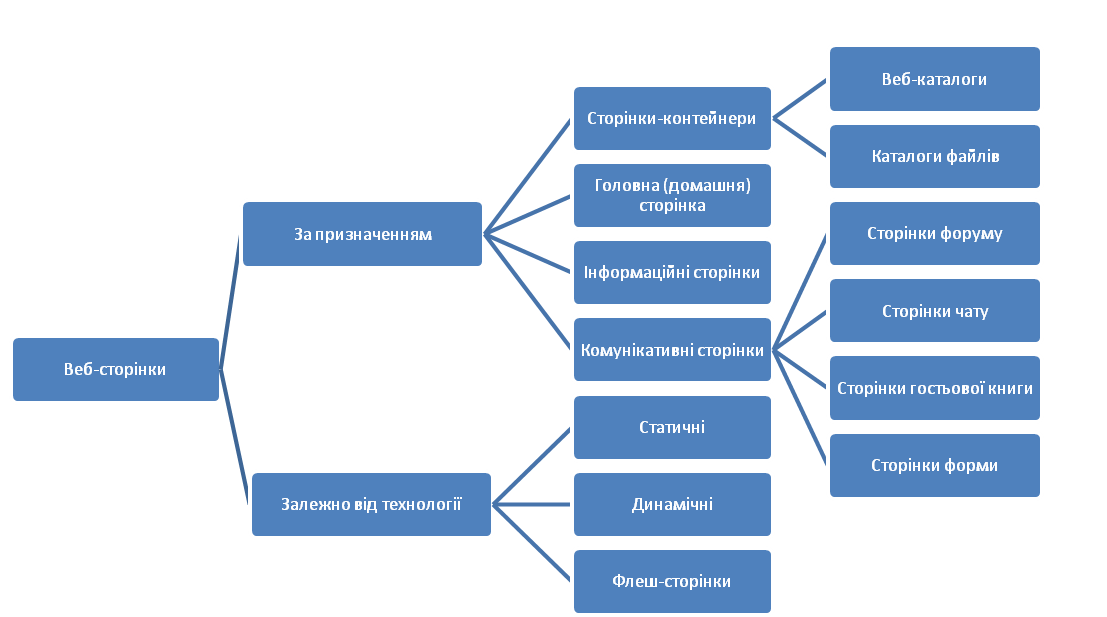 Веб-сторінки
За призначенням
Сторінки-контейнери
Веб-каталоги
Каталоги файлів
Головна (домашня)
сторінка
Інформаційні сторінки
Комунікативні сторінки
Сторінки форуму
Сторінки чату
Сторінки гостьової книги
Сторінки форми
Залежно від технології
Статичні
Динамічні
Флеш-сторінки